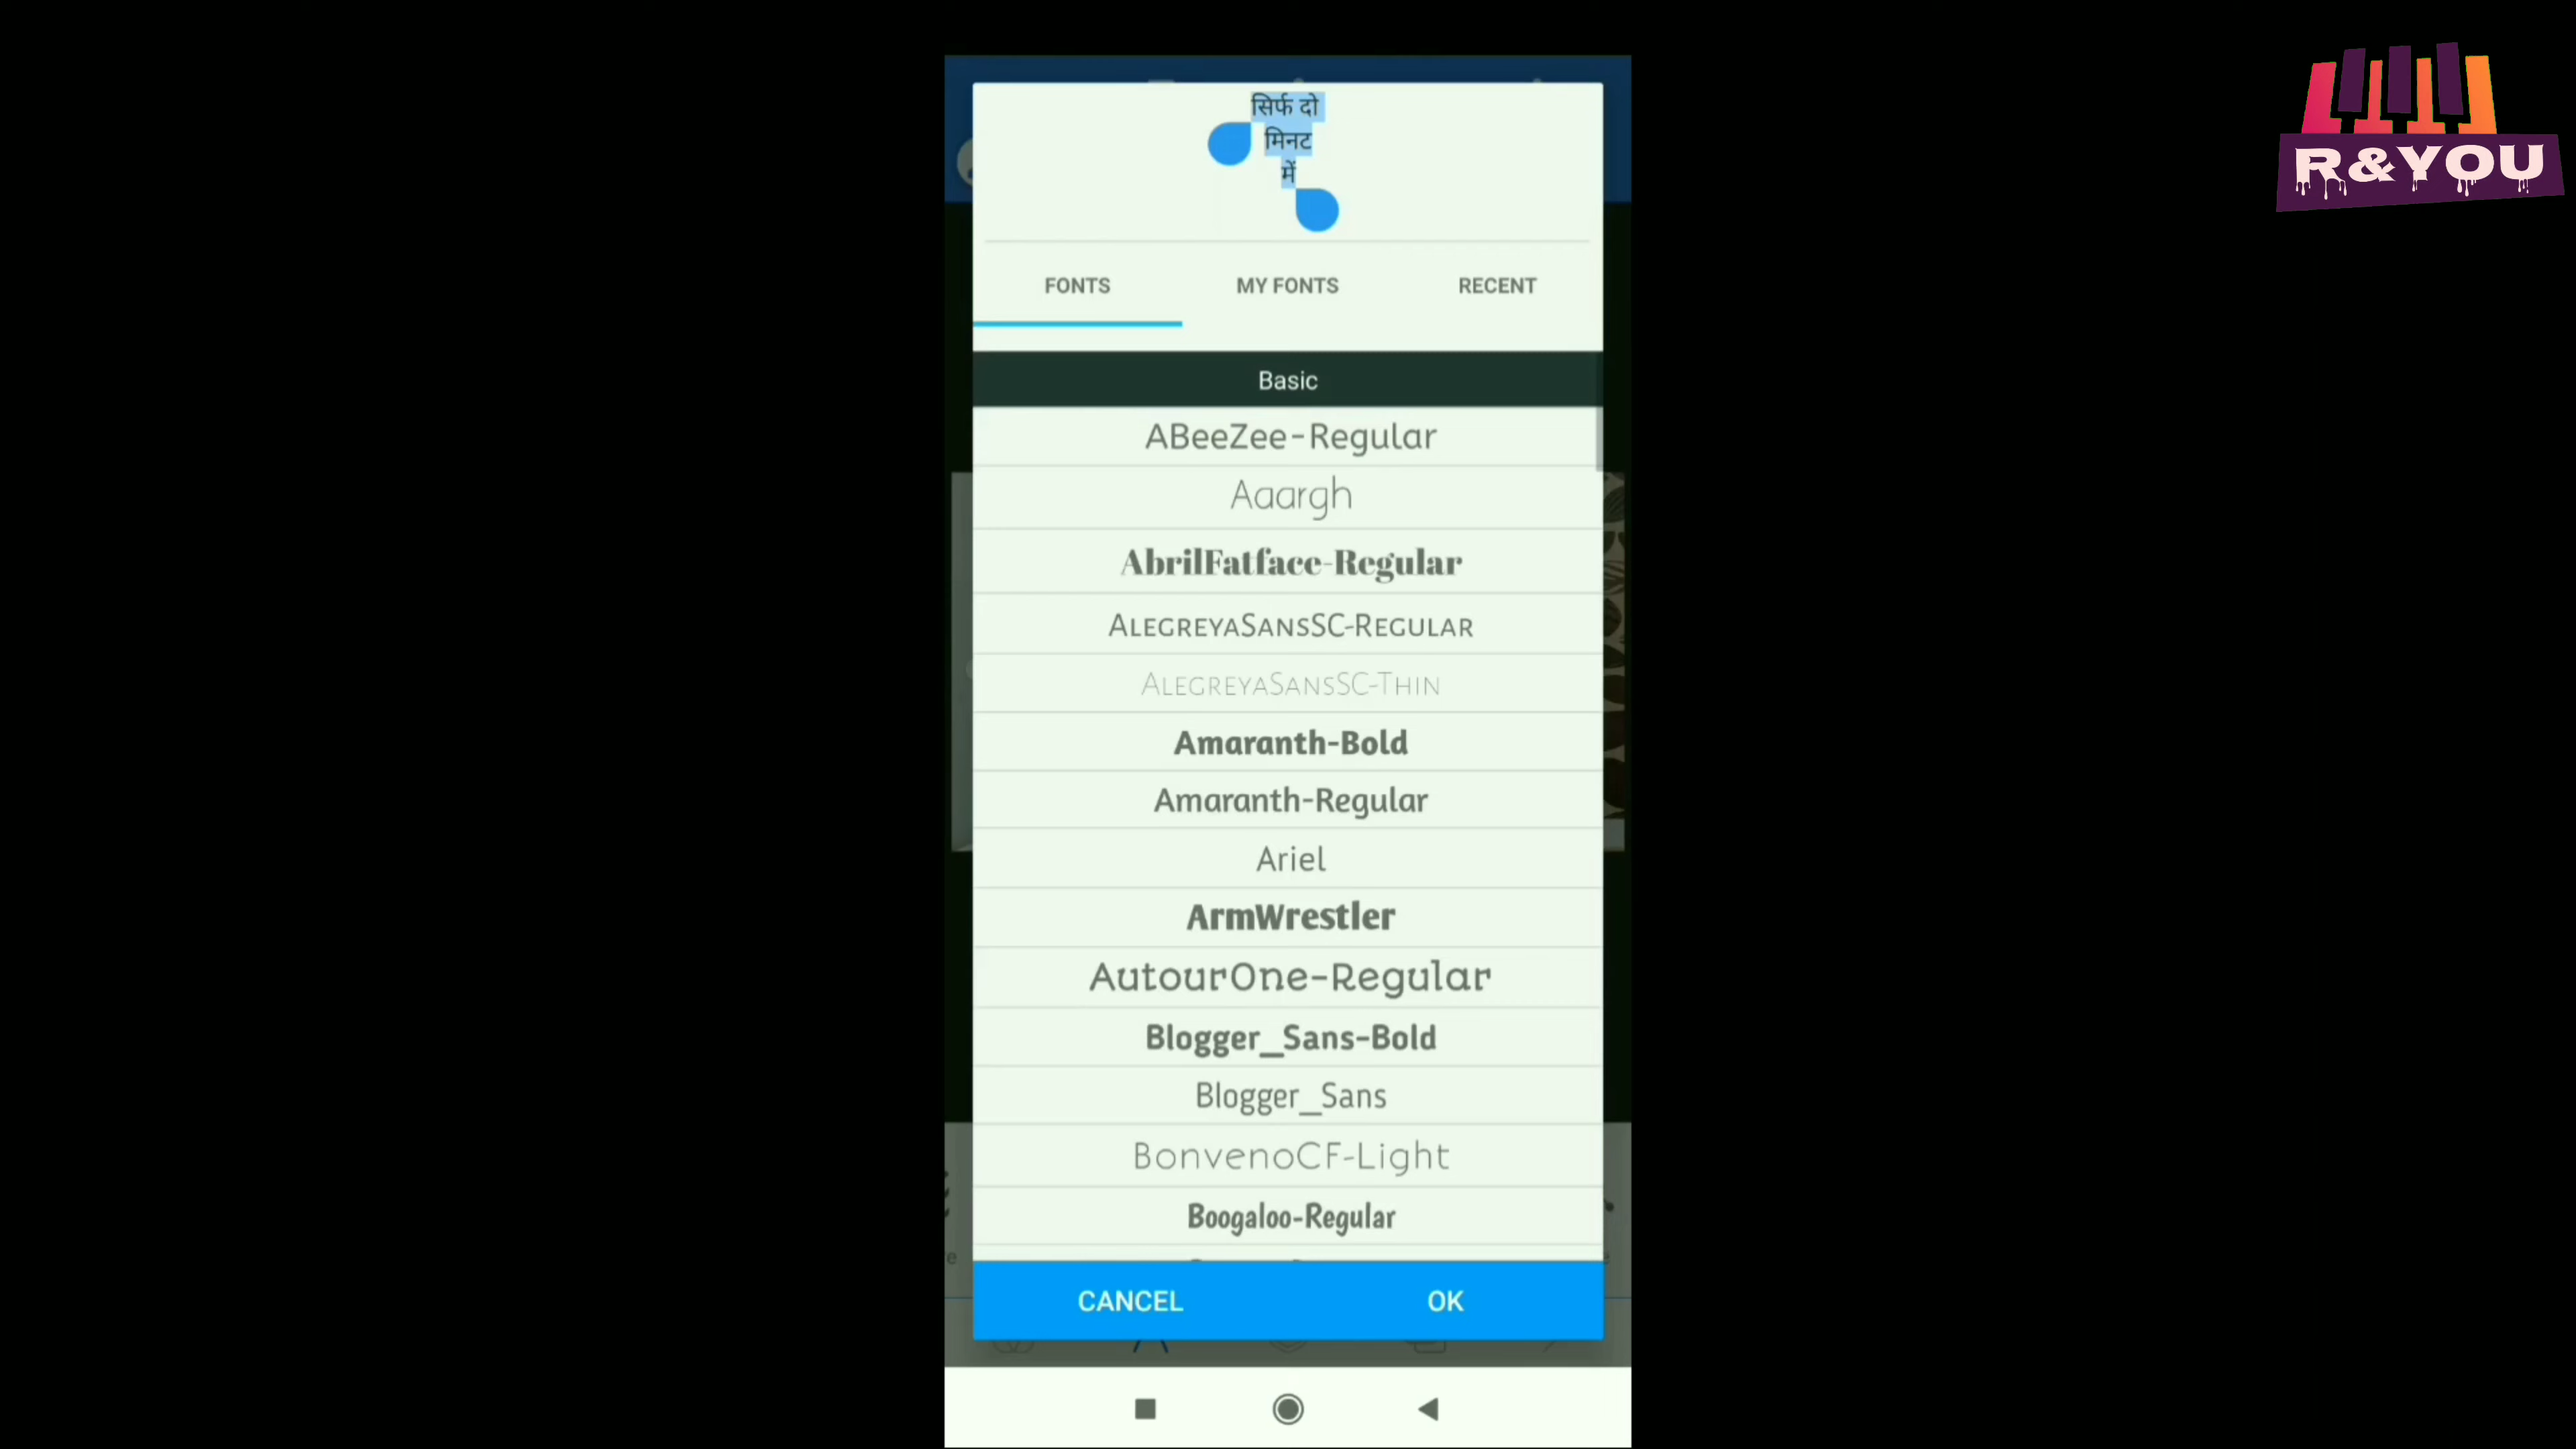 R&YOU
सिर्फ दो
मिनट
में
FONTS MY FONTS RECENT
Basic
ABeeZee-Regular
Aaargh
AbrilFatface-Regular
AlegreyaSansSC-Regular
AlegreyaSansSC-Thin
Amaranth-Bold
Amaranth-Regular
Ariel
ArmWrestler
AutourOne-Regular
Blogger_Sans-Bold
Blogger_Sans
BonvenoCF-Light
Boogaloo-Regular
CANCEL OK